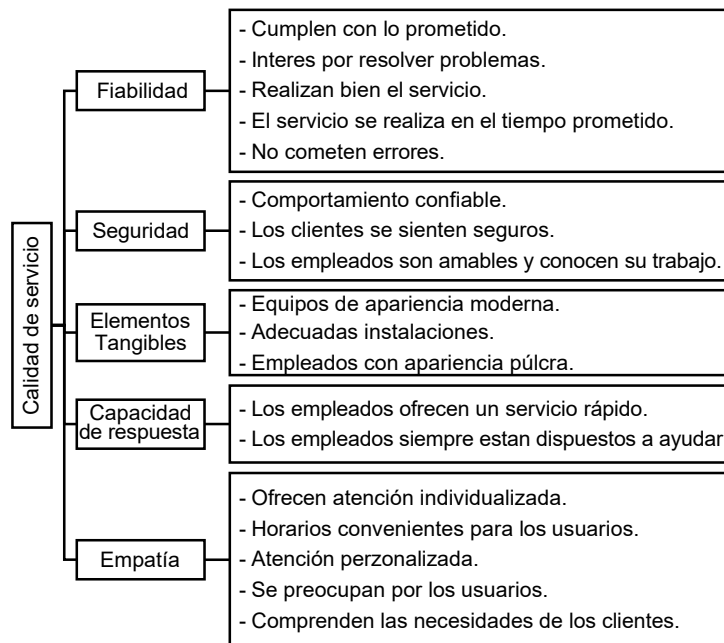 Calidad de servicio
Fiabilidad
- Cumplen con lo prometido.
- Interes por resolver problemas.
- Realizan bien el servicio.
- El servicio se realiza en el tiempo prometido.
- No cometen errores.
Seguridad
- Comportamiento confiable.
- Los clientes se sienten seguros.
- Los empleados son amables y conocen su trabajo.
Elementos
Tangibles
- Equipos de apariencia moderna.
- Adecuadas instalaciones.
- Empleados con apariencia púlcra.
Capacidad
de respuesta
- Los empleados ofrecen un servicio rápido.
- Los empleados siempre estan dispuestos a ayudar
Empatía
- Ofrecen atención individualizada.
- Horarios convenientes para los usuarios.
- Atención perzonalizada.
- Se preocupan por los usuarios.
- Comprenden las necesidades de los clientes.